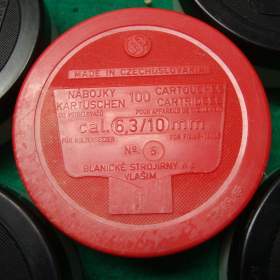 MADE IN CZECHOSLOVAKIA
NÁBOJKY 100 CARTOUCHES
KARTUSCHEN CARTRIDGES
cal. 6,3/10 mm
No 5
BLANICKÉ STROJÍRNY
VLAŠIM